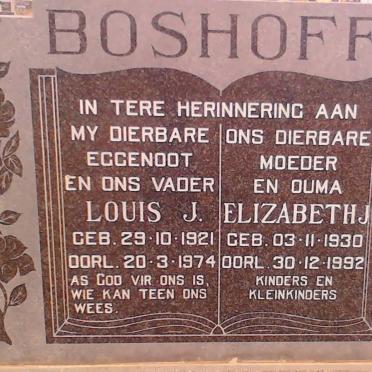 BOSHOFF
IN TERE HERINNERING AAN
MY DIERBARE
EGGENOOT
EN ONS VADER
LOUIS J.
GEB. 29·10·1921
OORL. 20·3·1974
AS GOD VIR ONS IS,
WIE KAN TEEN ONS
WEES.
ONS DIERBARE
MOEDER
EN OUMA
ELIZABETH J
GEB. 03·11·1930
OORL. 30·12·1992
KINDERS EN
KLEINKINDERS